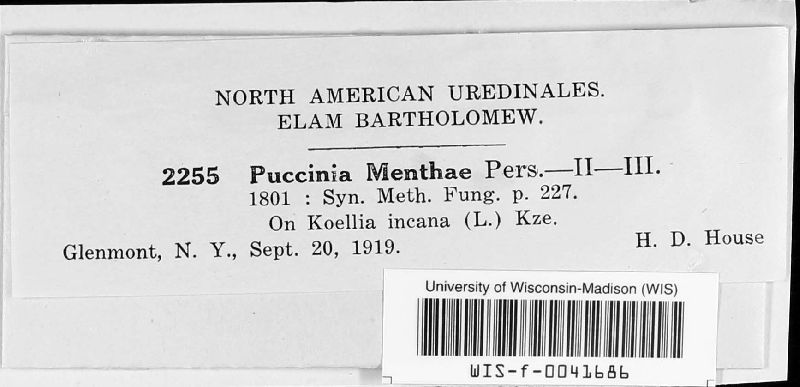 NORTH AMERICAN UREDINALES.
ELAM BARTHOLOMEW.
2255 Puccinia Menthae Pers.—II—III.
1801 : Syn. Meth. Fung. p. 227.
On Koellia incana (L.) Kze.
Glenmont, N. Y., Sept. 20, 1919. H. D. House
University of Wisconsin-Madison (WIS)
WIS-f-0041686